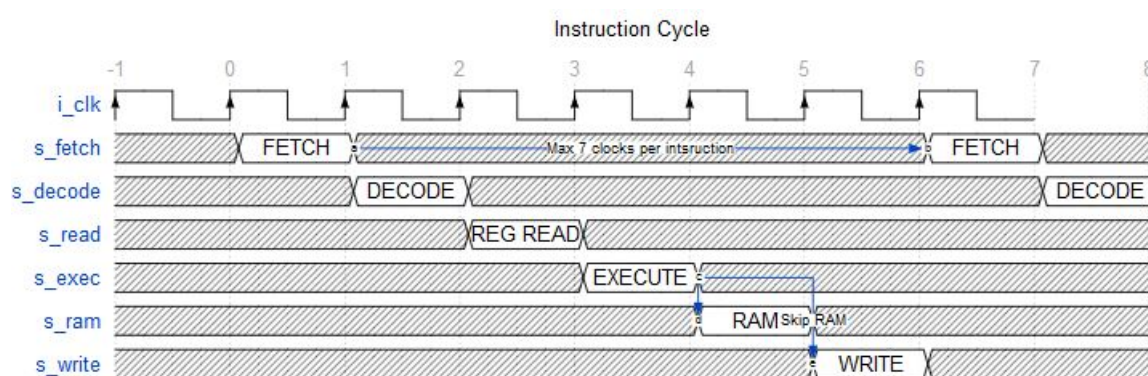 Instruction Cycle
-1 0 1 2 3 4 5 6 7 8
i_clk
s_fetch FETCH a Max 7 clocks per intsruction b FETCH
s_decode DECODE DECODE
s_read REG READ
s_exec EXECUTE c
s_ram d RAM Skip RAM
s_write e WRITE